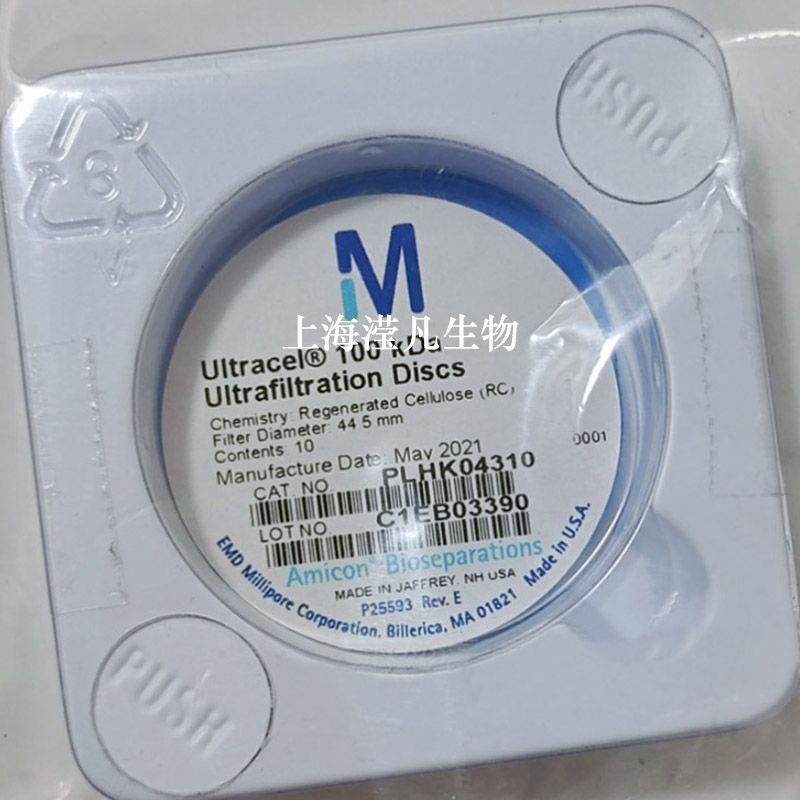 PUSH
3
M
上海滢凡生物
Ultracel® 100 kDa
Ultrafiltration Discs
Chemistry: Regenerated Cellulose (RC)
Filter Diameter: 44.5 mm
Contents: 10
0001
Manufacture Date: May 2021
CAT. NO PLHK04310
LOT NO C1EB03390
Amicon Bioseparations
MADE IN JAFFREY, NH USA
P25593 Rev. E
EMD Millipore Corporation, Billerica, MA 01821 Made in U.S.A.
PUSH